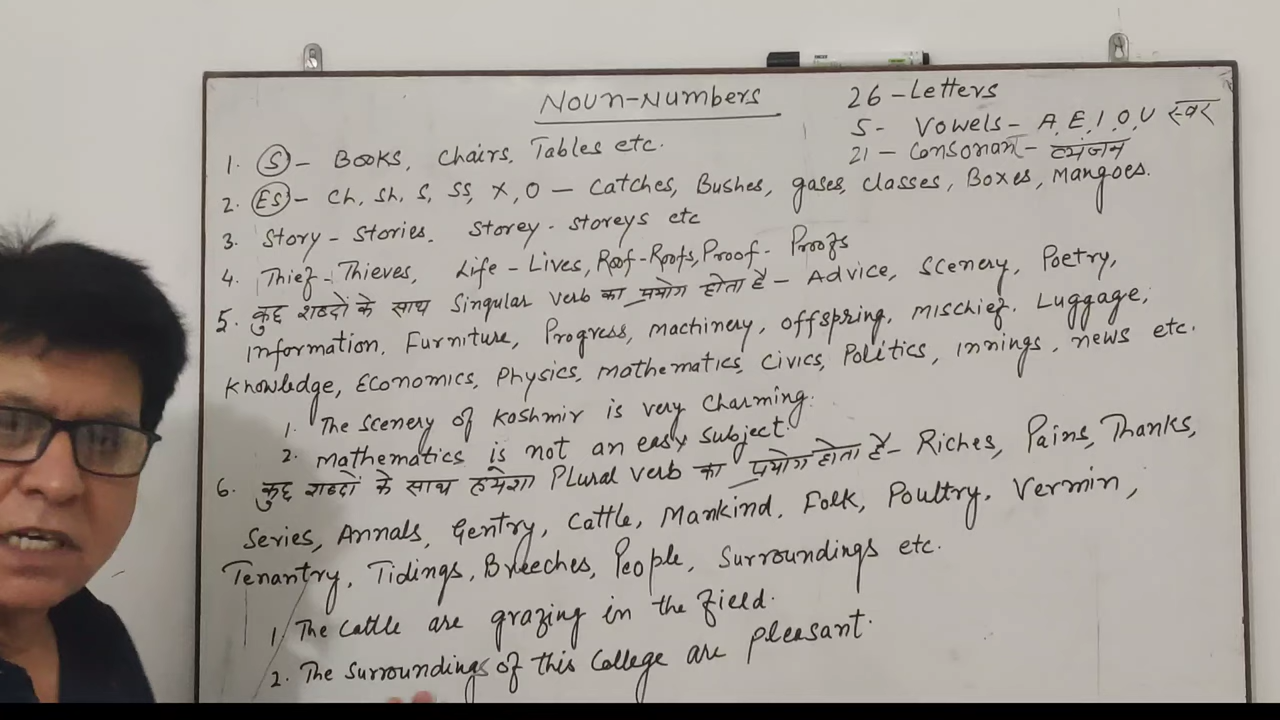 Noun-Numbers
26 - Letters
5 - Vowels - A, E, I, O, U स्वर
21 - Consonan - व्यंजन
1. (S) - Books, Chairs, Tables etc.
2. (ES) - Ch, Sh, S, SS, X, O - Catches, Bushes, gases, Classes, Boxes, Mangoes.
3. Story - Stories. Storey - Storeys etc
4. Thief - Thieves, Life - Lives, Roof - Roofs, Proof - Proofs
5. कुछ शब्दों के साथ Singular Verb का प्रयोग होता है - Advice, Scenery, Poetry,
Information, Furniture, Progress, Machinery, offspring, Mischief, Luggage,
Knowledge, Economics, Physics, Mathematics, Civics, Politics, Innings, news etc.
1. The Scenery of Kashmir is very Charming.
2. Mathematics is not an easy Subject.
6. कुछ शब्दों के साथ हमेशा Plural verb का प्रयोग होता है - Riches, Pains, Thanks,
Series, Annals, Gentry, Cattle, Mankind, Folk, Poultry, Vermin,
Tenantry, Tidings, Breeches, People, Surroundings etc.
1. The Cattle are grazing in the field.
2. The Surroundings of this College are pleasant.